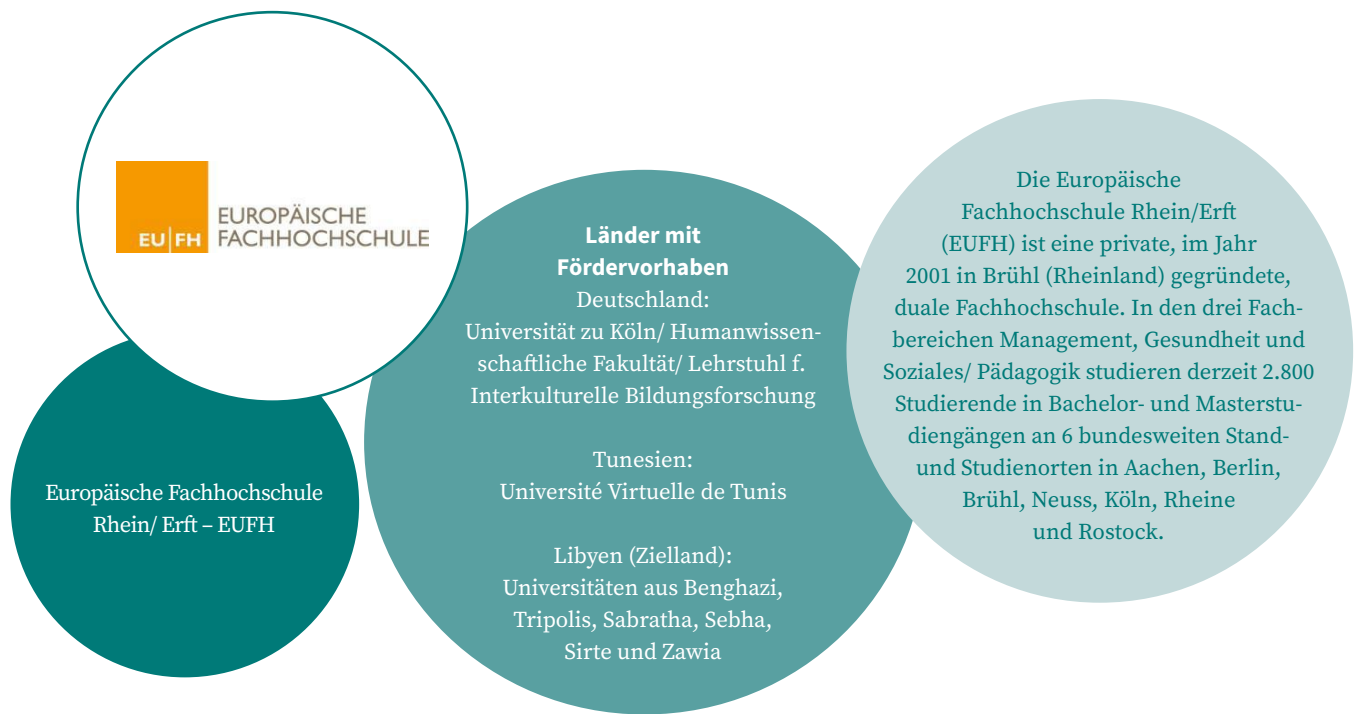 EU|FH
EUROPÄISCHE
FACHHOCHSCHULE
Europäische Fachhochschule
Rhein/ Erft – EUFH
Länder mit
Fördervorhaben
Deutschland:
Universität zu Köln/ Humanwissen-
schaftliche Fakultät/ Lehrstuhl f.
Interkulturelle Bildungsforschung
Tunesien:
Université Virtuelle de Tunis
Libyen (Zielland):
Universitäten aus Benghazi,
Tripolis, Sabratha, Sebha,
Sirte und Zawia
Die Europäische
Fachhochschule Rhein/Erft
(EUFH) ist eine private, im Jahr
2001 in Brühl (Rheinland) gegründete,
duale Fachhochschule. In den drei Fach-
bereichen Management, Gesundheit und
Soziales/ Pädagogik studieren derzeit 2.800
Studierende in Bachelor- und Masterstu-
diengängen an 6 bundesweiten Stand-
und Studienorten in Aachen, Berlin,
Brühl, Neuss, Köln, Rheine
und Rostock.